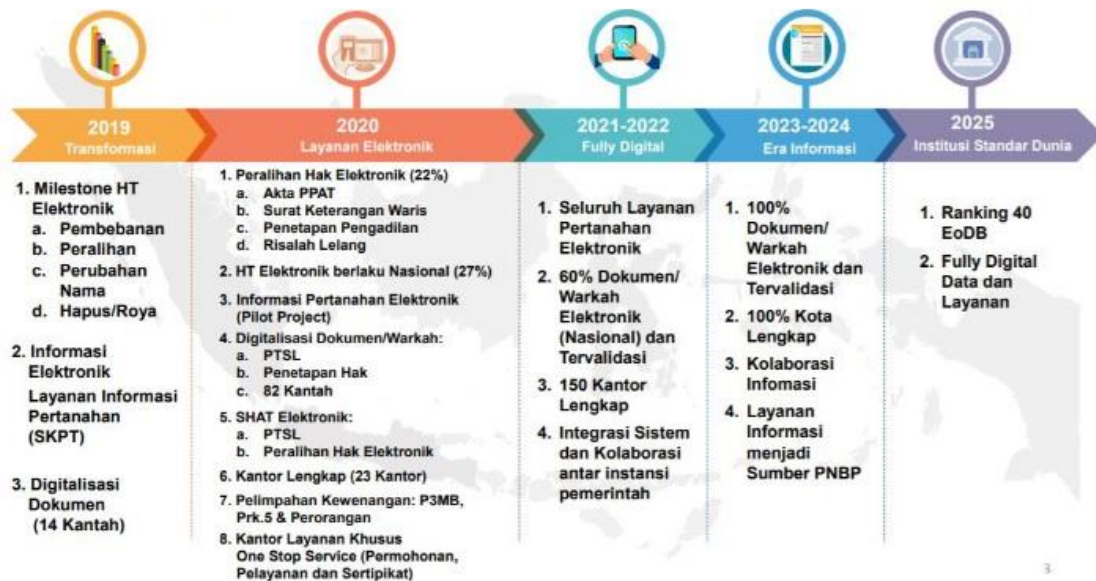 2019
Transformasi
1. Milestone HT
Elektronik
a. Pembebanan
b. Peralihan
c. Perubahan
Nama
d. Hapus/Roya
2. Informasi
Elektronik
Layanan Informasi
Pertanahan
(SKPT)
3. Digitalisasi
Dokumen
(14 Kantah)
2020
Layanan Elektronik
1. Peralihan Hak Elektronik (22%)
a. Akta PPAT
b. Surat Keterangan Waris
c. Penetapan Pengadilan
d. Risalah Lelang
2. HT Elektronik berlaku Nasional (27%)
3. Informasi Pertanahan Elektronik
(Pilot Project)
4. Digitalisasi Dokumen/Warkah:
a. PTSL
b. Penetapan Hak
c. 82 Kantah
5. SHAT Elektronik:
a. PTSL
b. Peralihan Hak Elektronik
6. Kantor Lengkap (23 Kantor)
7. Pelimpahan Kewenangan: P3MB,
Prk.5 & Perorangan
8. Kantor Layanan Khusus
One Stop Service (Permohonan,
Pelayanan dan Sertipikat)
2021-2022
Fully Digital
1. Seluruh Layanan
Pertanahan
Elektronik
2. 60% Dokumen/
Warkah
Elektronik
(Nasional) dan
Tervalidasi
3. 150 Kantor
Lengkap
4. Integrasi Sistem
dan Kolaborasi
antar instansi
pemerintah
2023-2024
Era Informasi
1. 100%
Dokumen/
Warkah
Elektronik dan
Tervalidasi
2. 100% Kota
Lengkap
3. Kolaborasi
Infomasi
4. Layanan
Informasi
menjadi
Sumber PNBP
2025
Institusi Standar Dunia
1. Ranking 40
EoDB
2. Fully Digital
Data dan
Layanan
3